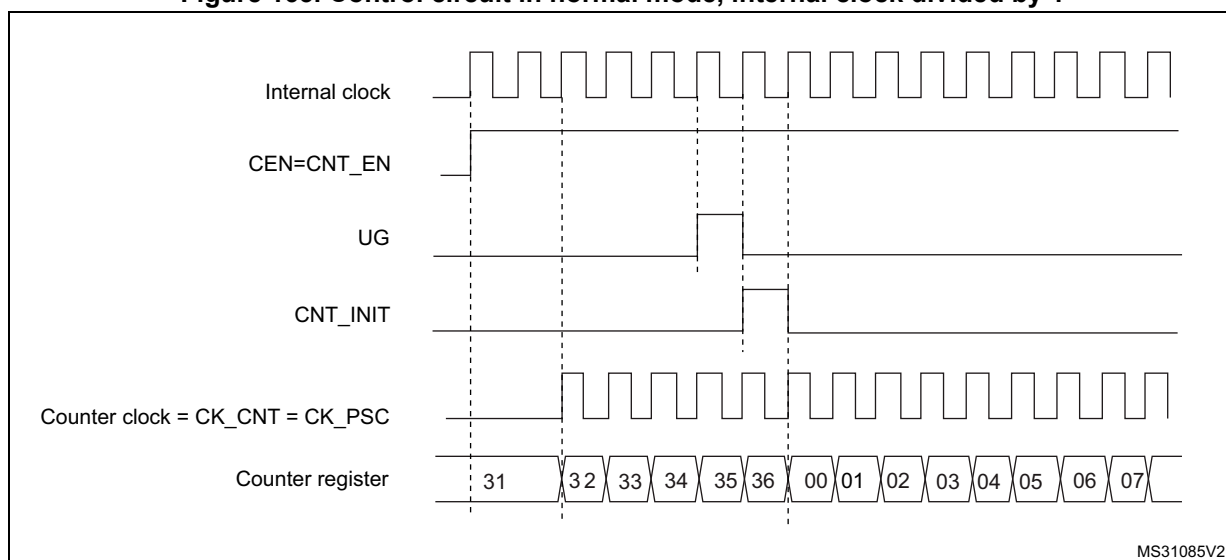 Figure Control circuit in normal mode, internal clock divided by 1
Internal clock
CEN=CNT_EN
UG
CNT_INIT
Counter clock = CK_CNT = CK_PSC
Counter register 31 32 33 34 35 36 00 01 02 03 04 05 06 07
MS31085V2